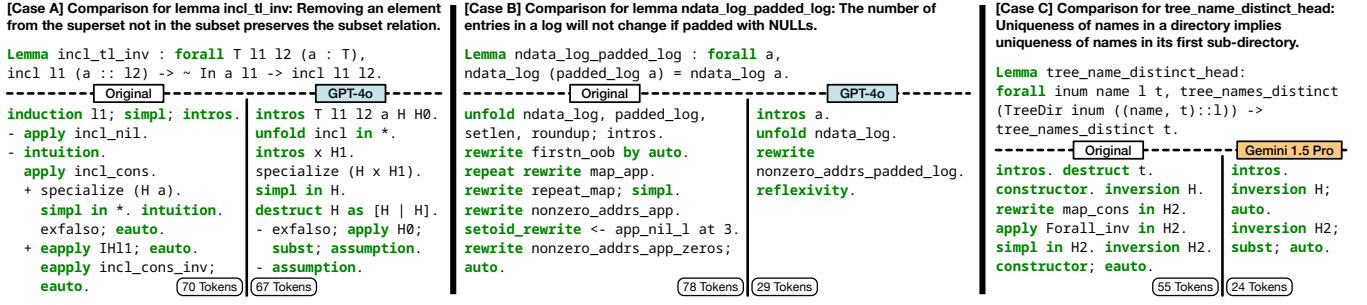 [Case A] Comparison for lemma incl_tl_inv: Removing an element
from the superset not in the subset preserves the subset relation.
Lemma incl_tl_inv : forall T l1 l2 (a : T),
incl l1 (a :: l2) -> ~ In a l1 -> incl l1 l2.
Original
induction l1; simpl; intros.
- apply incl_nil.
- intuition.
apply incl_cons.
+ specialize (H a).
simpl in *. intuition.
exfalso; eauto.
+ eapply IHl1; eauto.
eapply incl_cons_inv;
eauto.
70 Tokens
GPT-4o
intros T l1 l2 a H H0.
unfold incl in *.
intros x H1.
specialize (H x H1).
simpl in H.
destruct H as [H | H].
- exfalso; apply H0;
subst; assumption.
- assumption.
67 Tokens
[Case B] Comparison for lemma ndata_log_padded_log: The number of
entries in a log will not change if padded with NULLs.
Lemma ndata_log_padded_log : forall a,
ndata_log (padded_log a) = ndata_log a.
Original
unfold ndata_log, padded_log,
setlen, roundup; intros.
rewrite firstn_oob by auto.
repeat rewrite map_app.
rewrite repeat_map; simpl.
rewrite nonzero_addrs_app.
setoid_rewrite <- app_nil_l at 3.
rewrite nonzero_addrs_app_zeros;
auto.
78 Tokens
GPT-4o
intros a.
unfold ndata_log.
rewrite
nonzero_addrs_padded_log.
reflexivity.
29 Tokens
[Case C] Comparison for tree_name_distinct_head:
Uniqueness of names in a directory implies
uniqueness of names in its first sub-directory.
Lemma tree_name_distinct_head:
forall inum name l t, tree_names_distinct
(TreeDir inum ((name, t)::l)) ->
tree_names_distinct t.
Original
intros. destruct t.
constructor. inversion H.
rewrite map_cons in H2.
apply Forall_inv in H2.
simpl in H2. inversion H2.
constructor; eauto.
55 Tokens
Gemini 1.5 Pro
intros.
inversion H;
auto.
inversion H2;
subst; auto.
24 Tokens